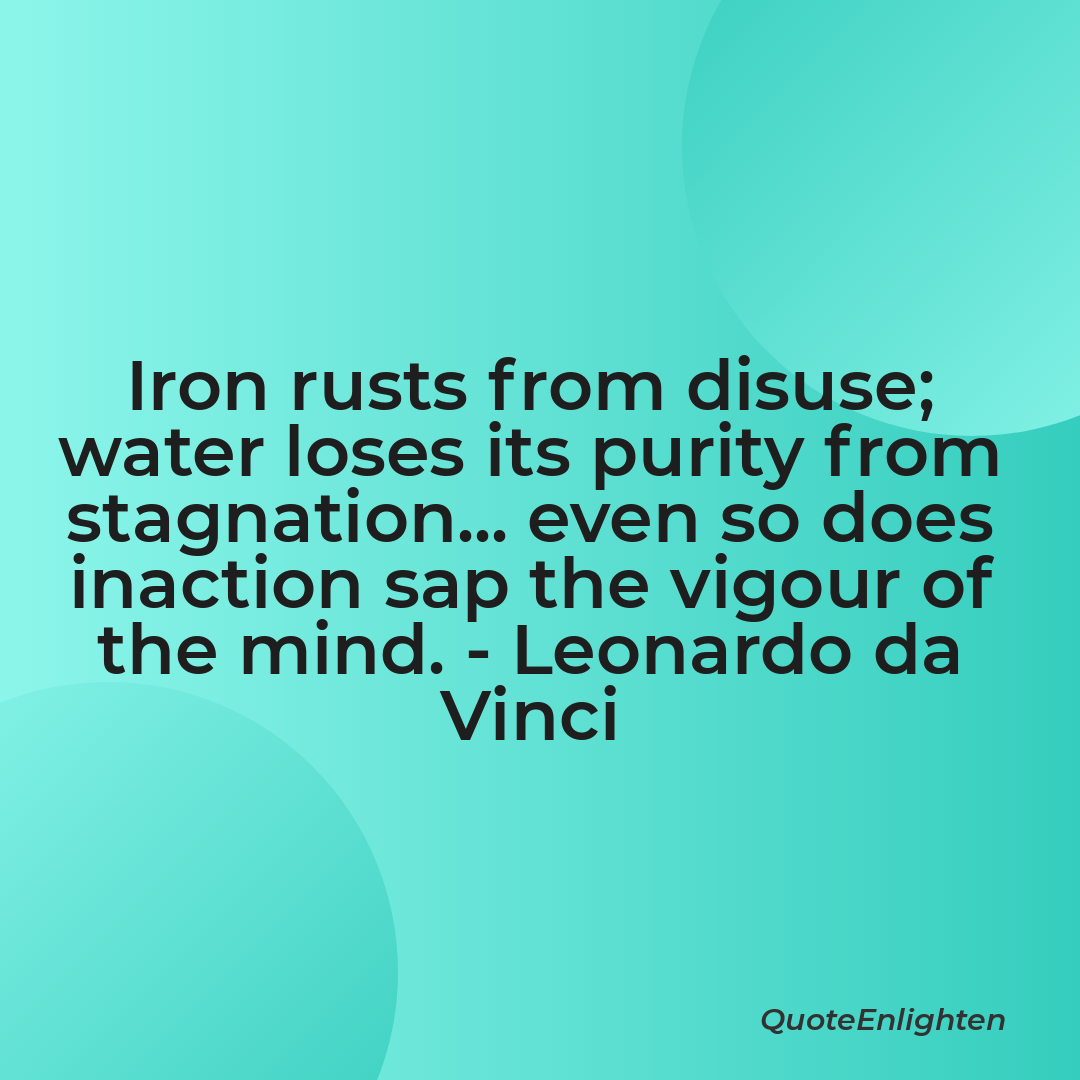 Iron rusts from disuse;
water loses its purity from
stagnation... even so does
inaction sap the vigour of
the mind. - Leonardo da
Vinci
QuoteEnlighten